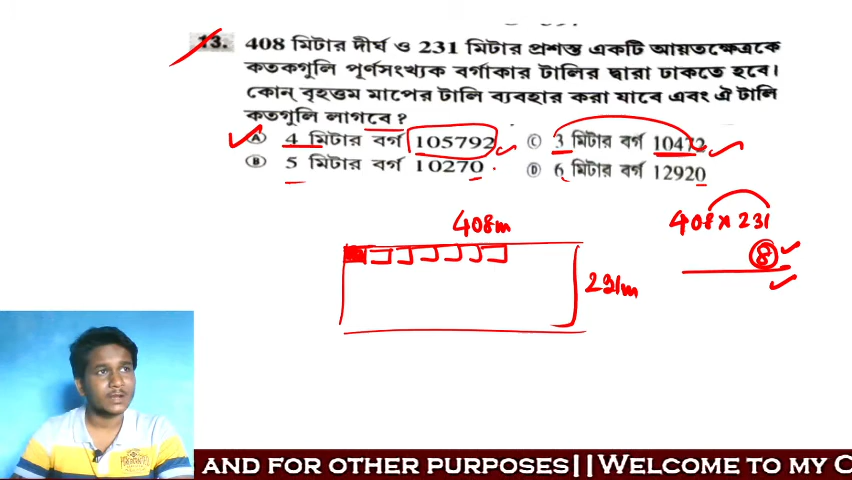 13. 408 মিটার দীর্ঘ ও 231 মিটার প্রশস্ত একটি আয়তক্ষেত্রকে
কতকগুলি পূর্ণসংখ্যক বর্গাকার টালির দ্বারা ঢাকতে হবে।
কোন্ বৃহত্তম মাপের টালি ব্যবহার করা যাবে এবং ঐ টালি
কতগুলি লাগবে ?
A 4 মিটার বর্গ 105792 C 3 মিটার বর্গ 10472
B 5 মিটার বর্গ 10270 D 6 মিটার বর্গ 12920
408m
408 x 231
8
231m
AND FOR OTHER PURPOSES||WELCOME TO MY